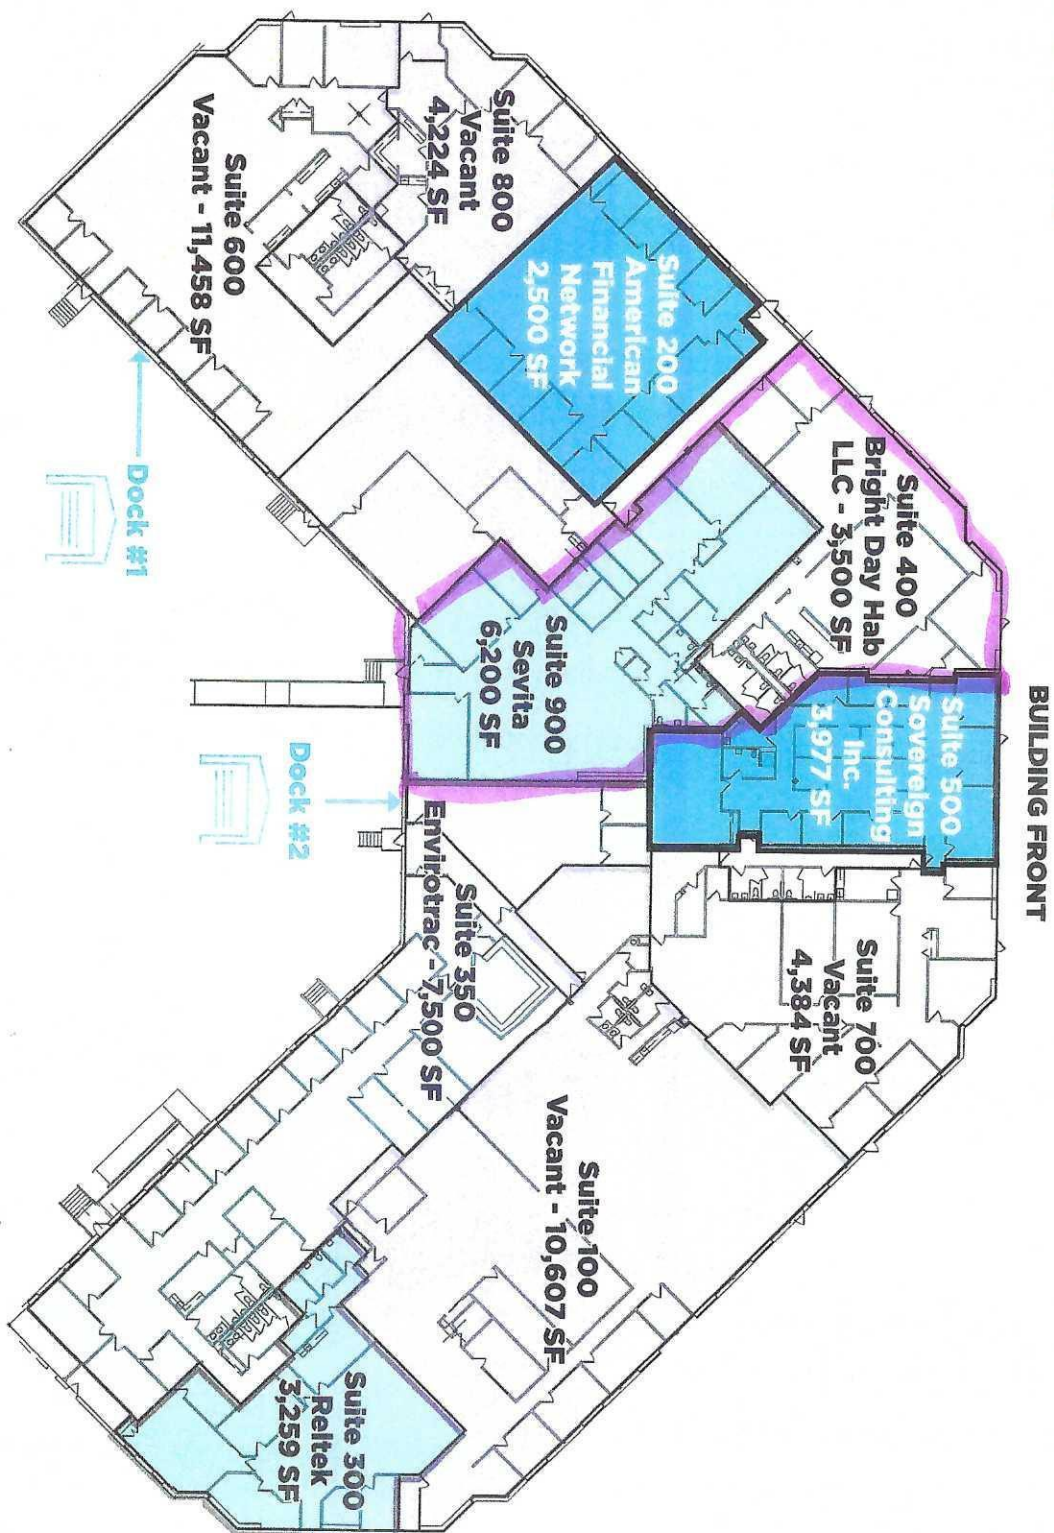 BUILDING FRONT
Suite 800
Vacant
4,224 SF
Suite 600
Vacant - 11,458 SF
Suite 200
American
Financial
Network
2,500 SF
Suite 400
Bright Day Hab
LLC - 3,500 SF
Suite 900
Sevita
6,200 SF
Suite 500
Sovereign
Consulting
Inc.
3,977 SF
Suite 700
Vacant
4,384 SF
Suite 350
Envirotrac - 7,500 SF
Suite 100
Vacant - 10,607 SF
Suite 300
Reltek
3,259 SF
Dock #1
Dock #2